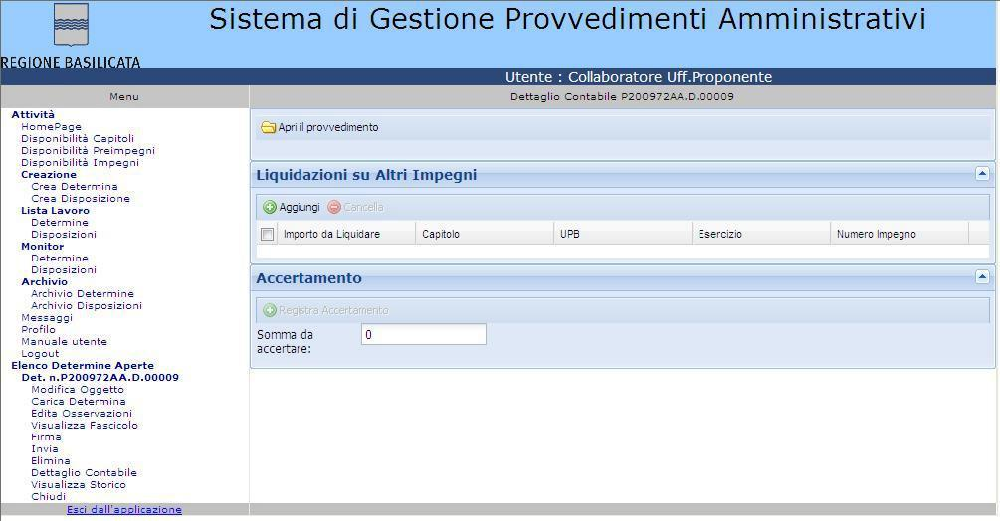 Sistema di Gestione Provvedimenti Amministrativi
REGIONE BASILICATA
Utente : Collaboratore Uff.Proponente
Menu
Attività
HomePage
Disponibilità Capitoli
Disponibilità Preimpegni
Disponibilità Impegni
Creazione
Crea Determina
Crea Disposizione
Lista Lavoro
Determine
Disposizioni
Monitor
Determine
Disposizioni
Archivio
Archivio Determine
Archivio Disposizioni
Messaggi
Profilo
Manuale utente
Logout
Elenco Determine Aperte
Det. n.P200972AA.D.00009
Modifica Oggetto
Carica Determina
Edita Osservazioni
Visualizza Fascicolo
Firma
Invia
Elimina
Dettaglio Contabile
Visualizza Storico
Chiudi
Esci dall'applicazione
Dettaglio Contabile P200972AA.D.00009
Apri il provvedimento
Liquidazioni su Altri Impegni
Aggiungi Cancella
Importo da Liquidare Capitolo UPB Esercizio Numero Impegno
Accertamento
Registra Accertamento
Somma da accertare: 0